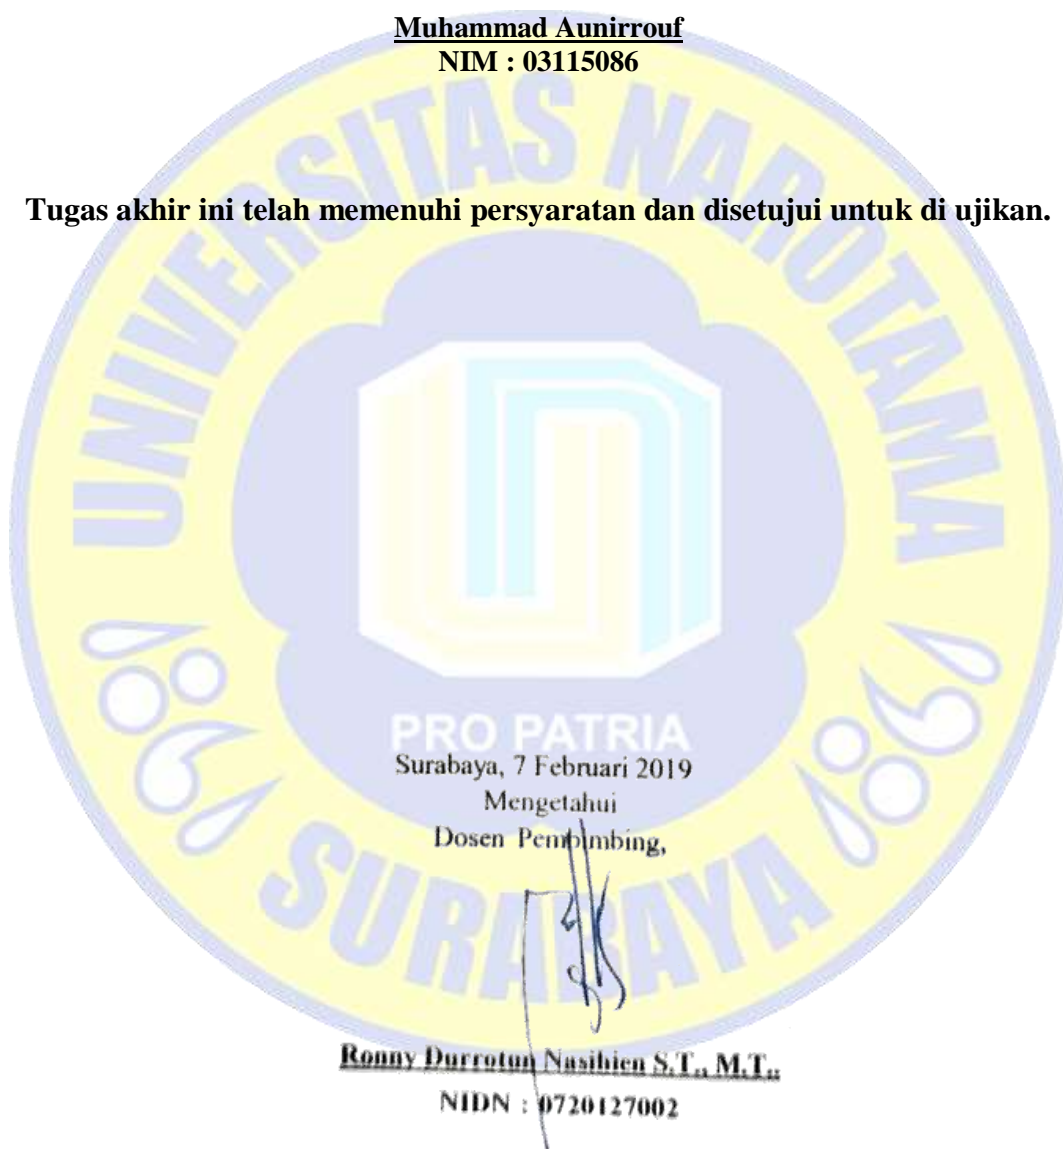 Muhammad Aunirrouf
NIM : 03115086
Tugas akhir ini telah memenuhi persyaratan dan disetujui untuk di ujikan.
UNIVERSITAS NAROTAMA
PRO PATRIA
Surabaya, 7 Februari 2019
Mengetahui
Dosen Pembimbing,
SURABAYA
Ronny Durrotun Nasihien S.T., M.T.,
NIDN : 0720127002